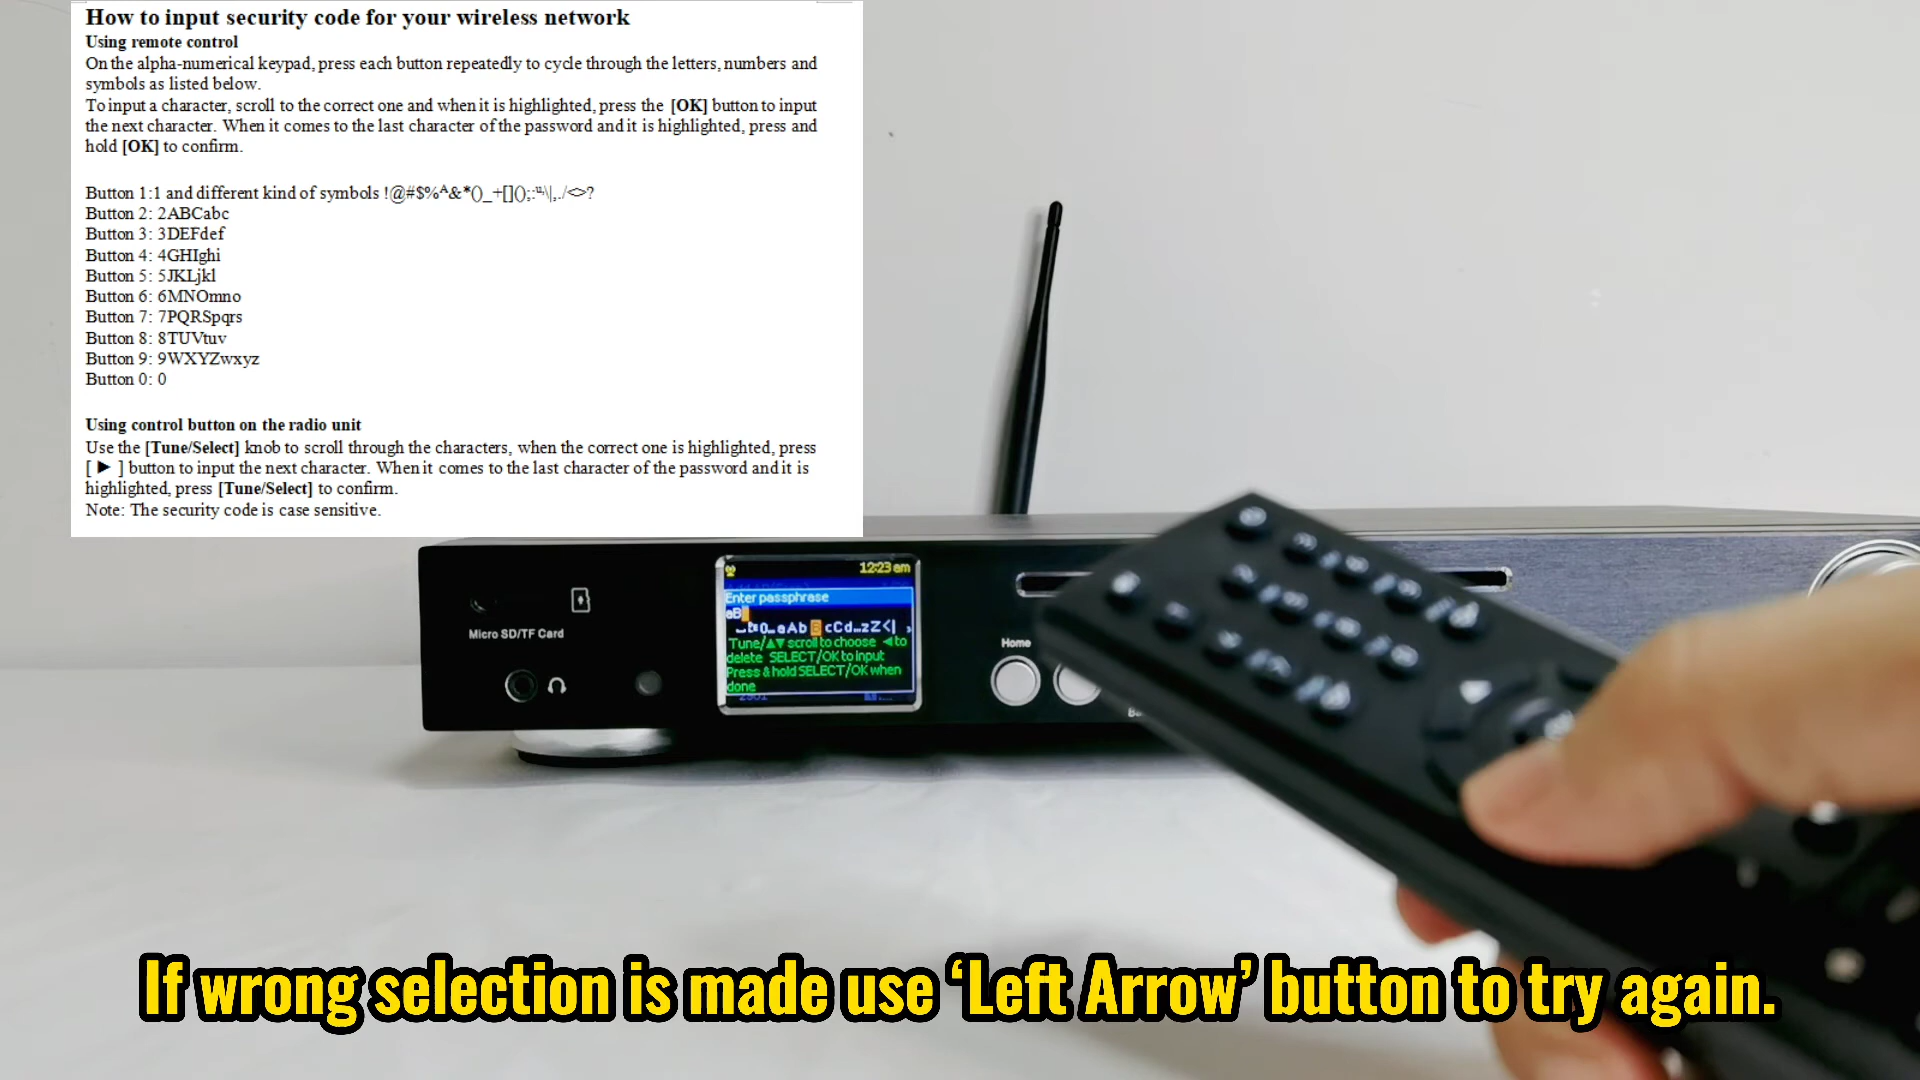 How to input security code for your wireless network
Using remote control
On the alpha-numerical keypad, press each button repeatedly to cycle through the letters, numbers and
symbols as listed below.
To input a character, scroll to the correct one and when it is highlighted, press the [OK] button to input
the next character. When it comes to the last character of the password and it is highlighted, press and
hold [OK] to confirm.
Button 1:1 and different kind of symbols !@#$%^&*()_+[]();:"\|,./<>?
Button 2: 2ABCabc
Button 3: 3DEFdef
Button 4: 4GHIghi
Button 5: 5JKLjkl
Button 6: 6MNOmno
Button 7: 7PQRSpqrs
Button 8: 8TUVtuv
Button 9: 9WXYZwxyz
Button 0: 0
Using control button on the radio unit
Use the [Tune/Select] knob to scroll through the characters, when the correct one is highlighted, press
[ ► ] button to input the next character. When it comes to the last character of the password and it is
highlighted, press [Tune/Select] to confirm.
Note: The security code is case sensitive.
12:23 am
Enter passphrase
aB
0_aAbBcCd...zZ<|
Tune/▲▼ scroll to choose ◄ to
delete SELECT/OK to input
Press & hold SELECT/OK when
done
Micro SD/TF Card
Home
If wrong selection is made use ‘Left Arrow’ button to try again.